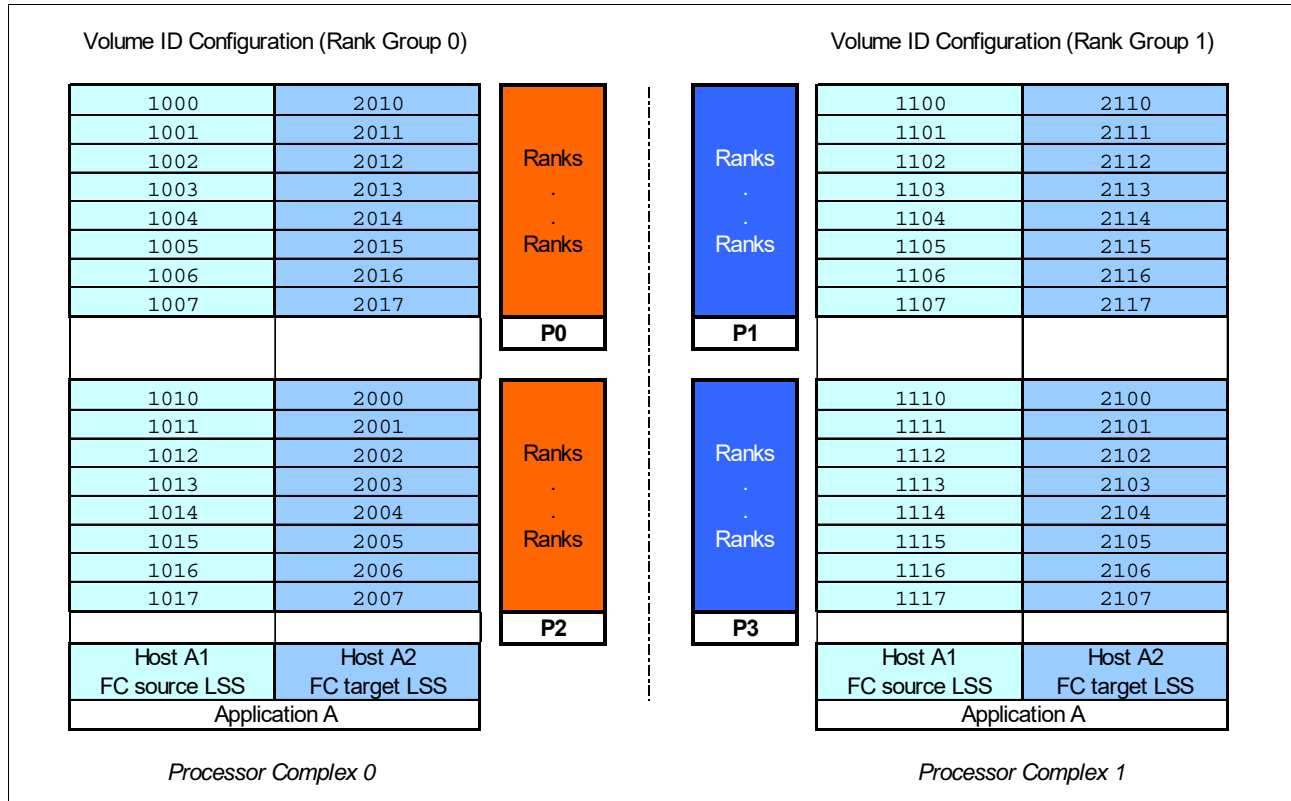 Volume ID Configuration (Rank Group 0)
Volume ID Configuration (Rank Group 1)
1000 2010
1001 2011
1002 2012
1003 2013
1004 2014
1005 2015
1006 2016
1007 2017
Ranks
.
.
Ranks
P0
Ranks
.
.
Ranks
P1
1100 2110
1101 2111
1102 2112
1103 2113
1104 2114
1105 2115
1106 2116
1107 2117
1010 2000
1011 2001
1012 2002
1013 2003
1014 2004
1015 2005
1016 2006
1017 2007
Ranks
.
.
Ranks
P2
Ranks
.
.
Ranks
P3
1110 2100
1111 2101
1112 2102
1113 2103
1114 2104
1115 2105
1116 2106
1117 2107
Host A1 Host A2
FC source LSS FC target LSS
Application A
Host A1 Host A2
FC source LSS FC target LSS
Application A
Processor Complex 0
Processor Complex 1